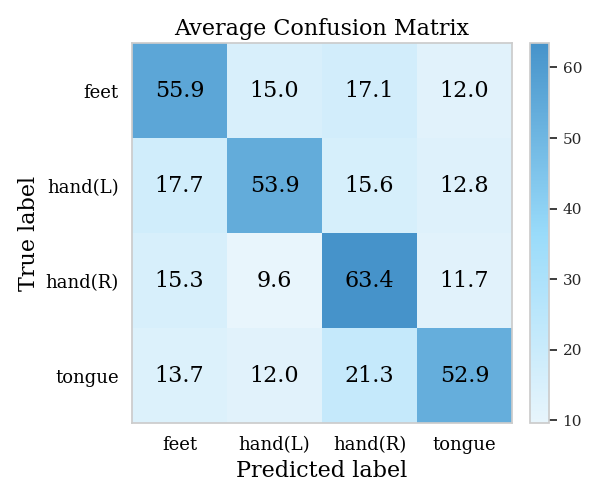 Average Confusion Matrix
True label
feet 55.9 15.0 17.1 12.0
hand(L) 17.7 53.9 15.6 12.8
hand(R) 15.3 9.6 63.4 11.7
tongue 13.7 12.0 21.3 52.9
feet hand(L) hand(R) tongue
Predicted label
60
50
40
30
20
10